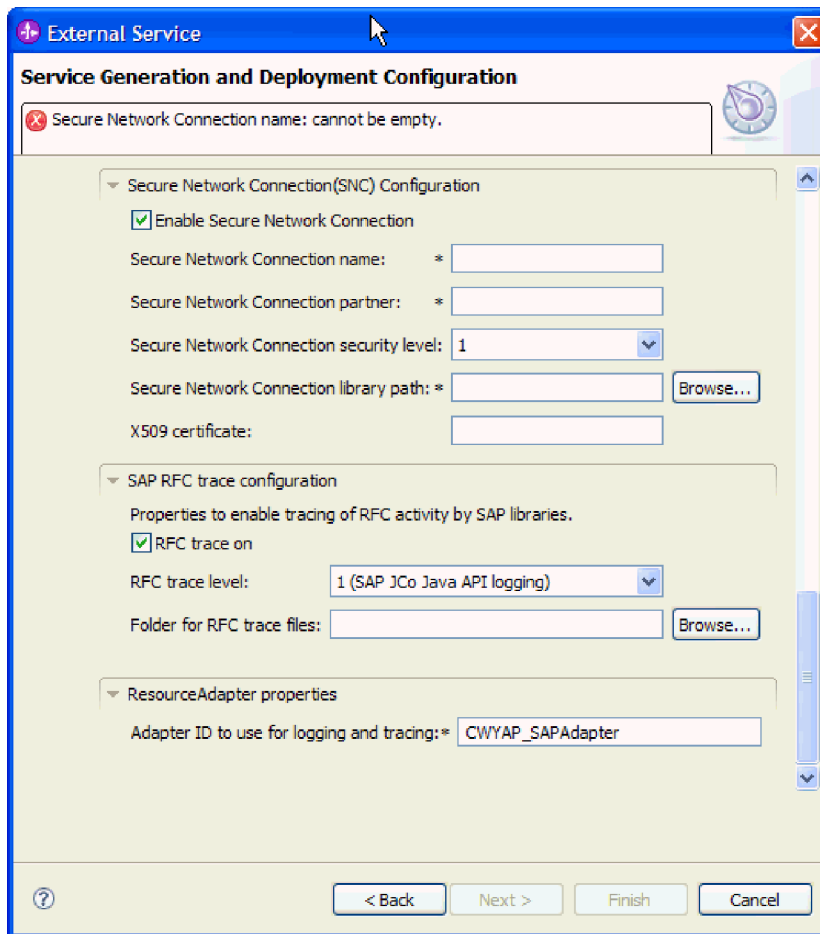 External Service
Service Generation and Deployment Configuration
Secure Network Connection name: cannot be empty.
Secure Network Connection(SNC) Configuration
Enable Secure Network Connection
Secure Network Connection name: *
Secure Network Connection partner: *
Secure Network Connection security level: 1
Secure Network Connection library path: * Browse...
X509 certificate:
SAP RFC trace configuration
Properties to enable tracing of RFC activity by SAP libraries.
RFC trace on
RFC trace level: 1 (SAP JCo Java API logging)
Folder for RFC trace files: Browse...
ResourceAdapter properties
Adapter ID to use for logging and tracing:* CWYAP_SAPAdapter
? < Back Next > Finish Cancel